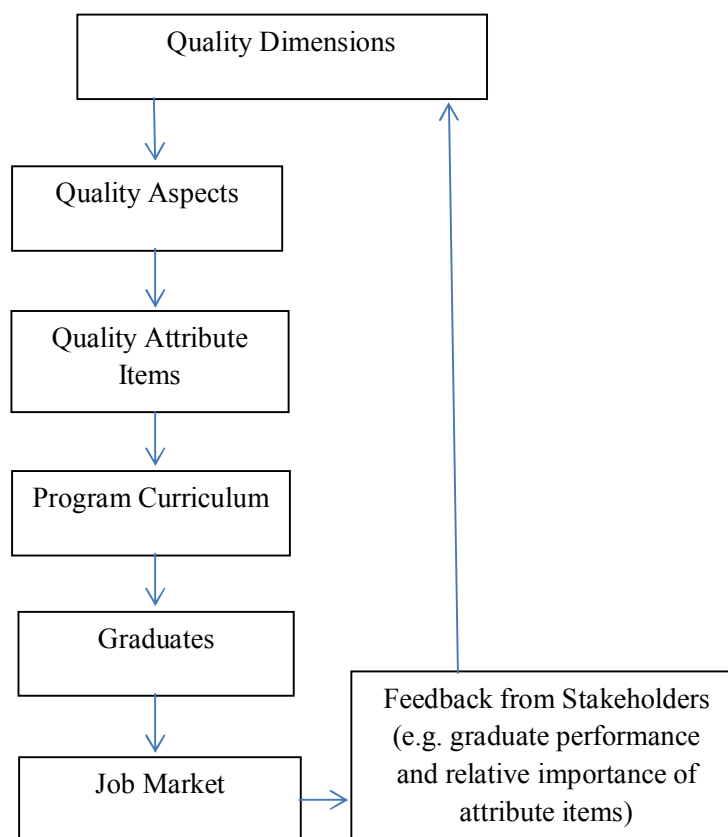 Quality Dimensions
Quality Aspects
Quality Attribute
Items
Program Curriculum
Graduates
Job Market
Feedback from Stakeholders
(e.g. graduate performance
and relative importance of
attribute items)